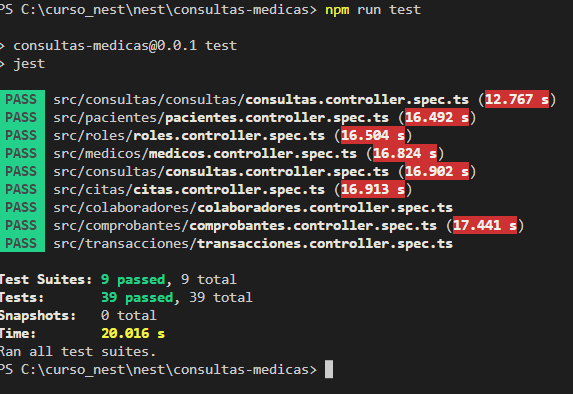 PS C:\curso_nest\nest\consultas-medicas> npm run test
> consultas-medicas@0.0.1 test
> jest
PASS src/consultas/consultas/consultas.controller.spec.ts (12.767 s)
PASS src/pacientes/pacientes.controller.spec.ts (16.492 s)
PASS src/roles/roles.controller.spec.ts (16.504 s)
PASS src/medicos/medicos.controller.spec.ts (16.824 s)
PASS src/consultas/consultas.controller.spec.ts (16.902 s)
PASS src/citas/citas.controller.spec.ts (16.913 s)
PASS src/colaboradores/colaboradores.controller.spec.ts
PASS src/comprobantes/comprobantes.controller.spec.ts (17.441 s)
PASS src/transacciones/transacciones.controller.spec.ts
Test Suites: 9 passed, 9 total
Tests: 39 passed, 39 total
Snapshots: 0 total
Time: 20.016 s
Ran all test suites.
PS C:\curso_nest\nest\consultas-medicas>